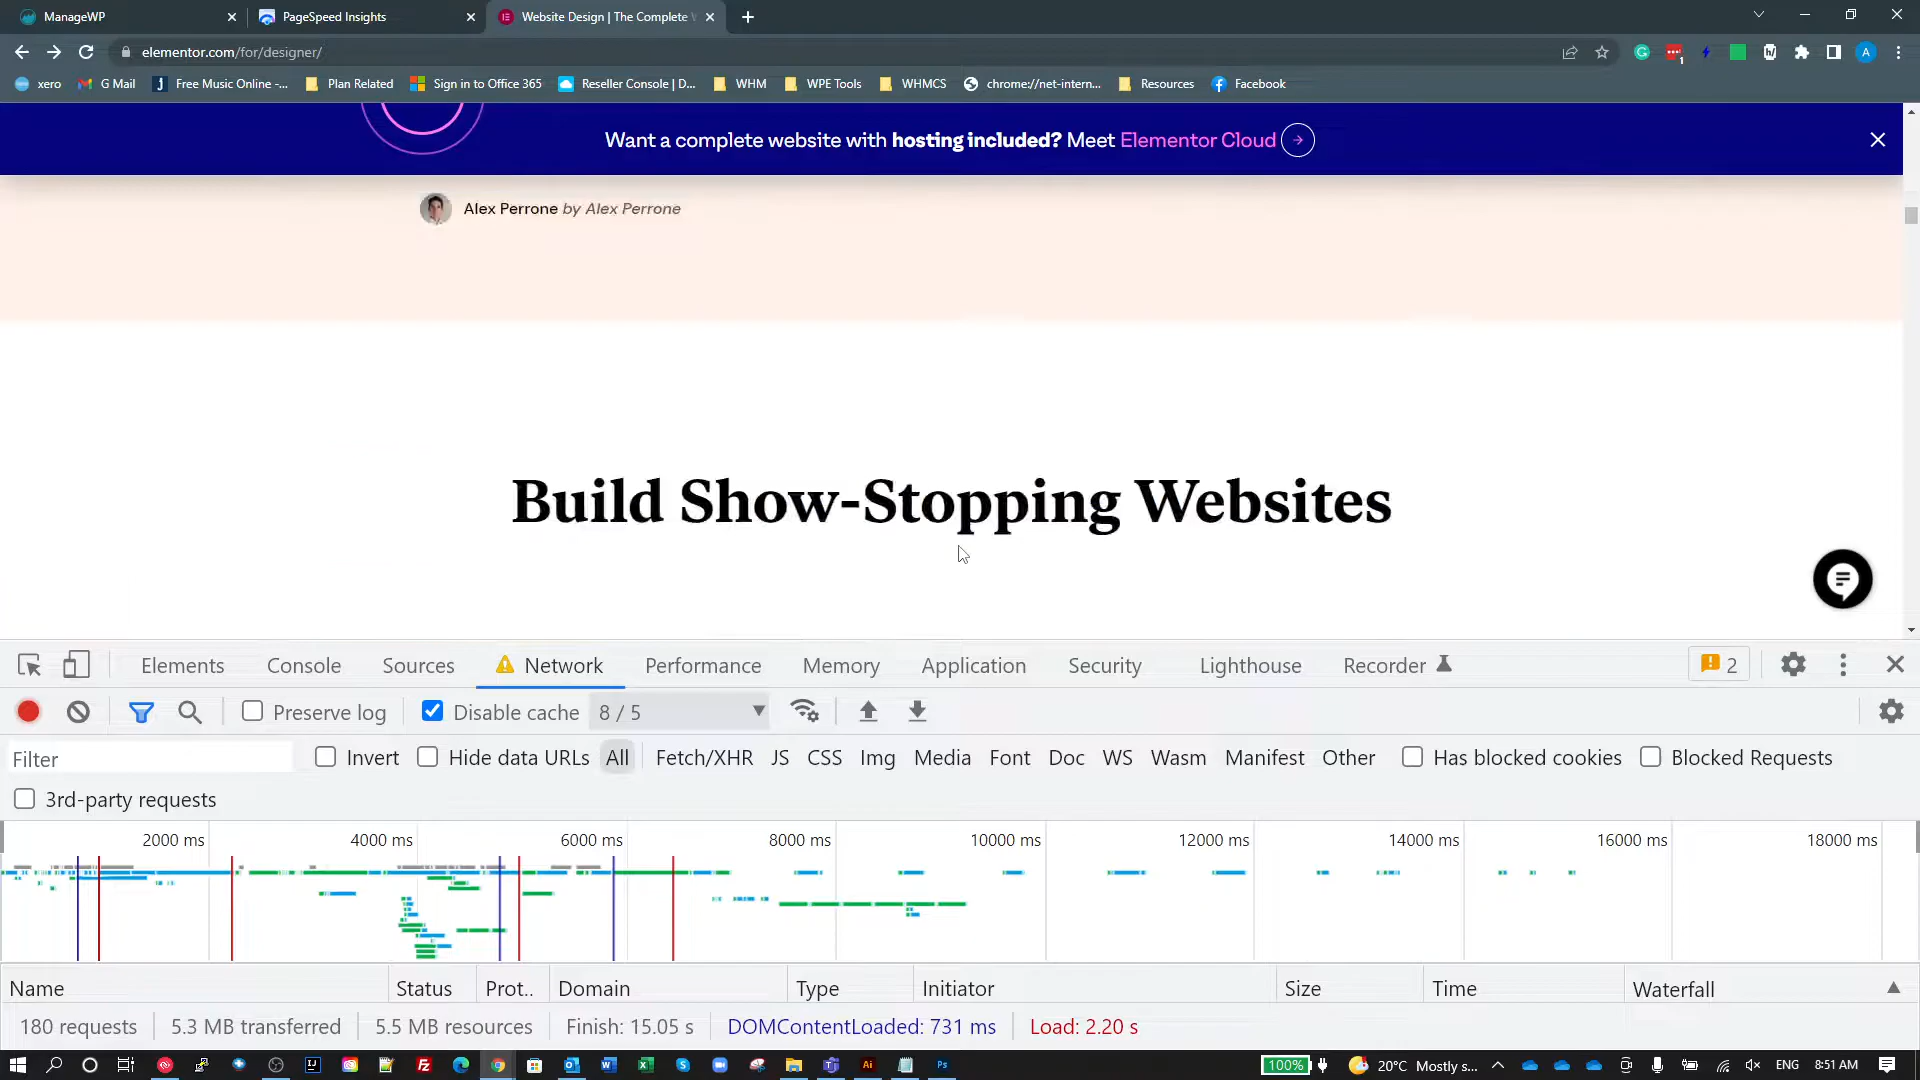 ManageWP
PageSpeed Insights
Website Design | The Complete W
elementor.com/for/designer/
xero
G Mail
Free Music Online -...
Plan Related
Sign in to Office 365
Reseller Console | D...
WHM
WPE Tools
WHMCS
chrome://net-intern...
Resources
Facebook
Want a complete website with hosting included? Meet Elementor Cloud
Alex Perrone by Alex Perrone
Build Show-Stopping Websites
Elements
Console
Sources
Network
Performance
Memory
Application
Security
Lighthouse
Recorder
2
Preserve log
Disable cache
8 / 5
Filter
Invert
Hide data URLs
All
Fetch/XHR
JS
CSS
Img
Media
Font
Doc
WS
Wasm
Manifest
Other
Has blocked cookies
Blocked Requests
3rd-party requests
2000 ms
4000 ms
6000 ms
8000 ms
10000 ms
12000 ms
14000 ms
16000 ms
18000 ms
Name
Status
Prot..
Domain
Type
Initiator
Size
Time
Waterfall
180 requests
5.3 MB transferred
5.5 MB resources
Finish: 15.05 s
DOMContentLoaded: 731 ms
Load: 2.20 s
100%
20°C Mostly s...
ENG
8:51 AM